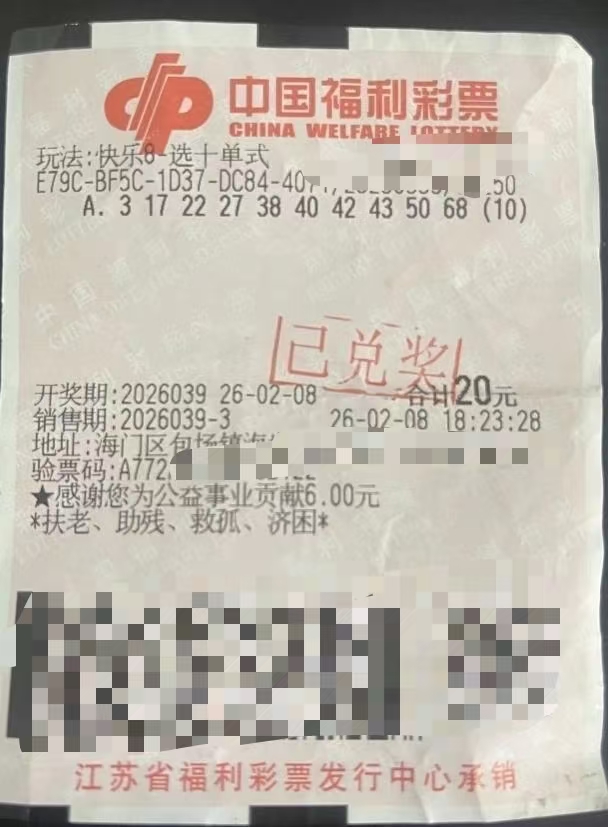 中国福利彩票
CHINA WELFARE LOTTERY
玩法:快乐8-选十单式
E79C-BF5C-1D37-DC84-407
50
A. 3 17 22 27 38 40 42 43 50 68 (10)
已兑奖
开奖期:2026039 26-02-08 合计20元
销售期:2026039-3 26-02-08 18:23:28
地址:海门区包场镇海
验票码:A772
★感谢您为公益事业贡献6.00元
*扶老、助残、救孤、济困*
江苏省福利彩票发行中心承销